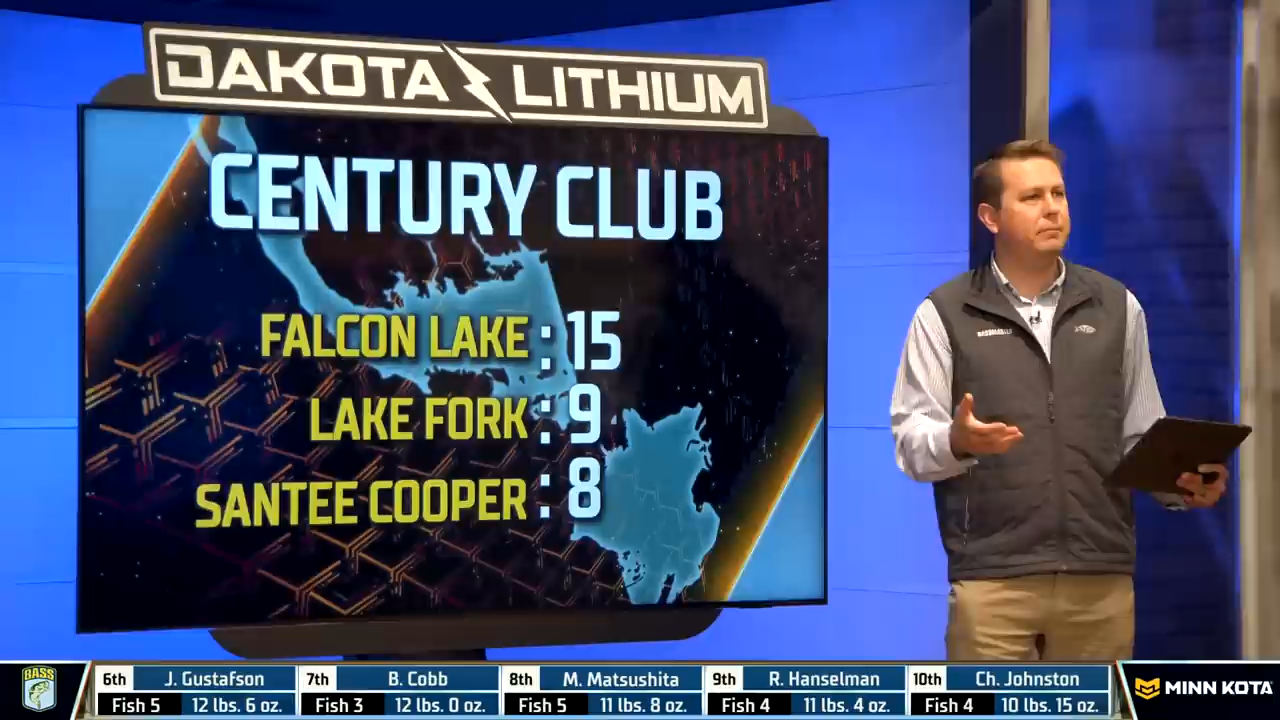 DAKOTA LITHIUM
CENTURY CLUB
FALCON LAKE : 15
LAKE FORK : 9
SANTEE COOPER : 8
BASSMASTER
BASS
6th J. Gustafson
Fish 5 12 lbs. 6 oz.
7th B. Cobb
Fish 3 12 lbs. 0 oz.
8th M. Matsushita
Fish 5 11 lbs. 8 oz.
9th R. Hanselman
Fish 4 11 lbs. 4 oz.
10th Ch. Johnston
Fish 4 10 lbs. 15 oz.
MINN KOTA